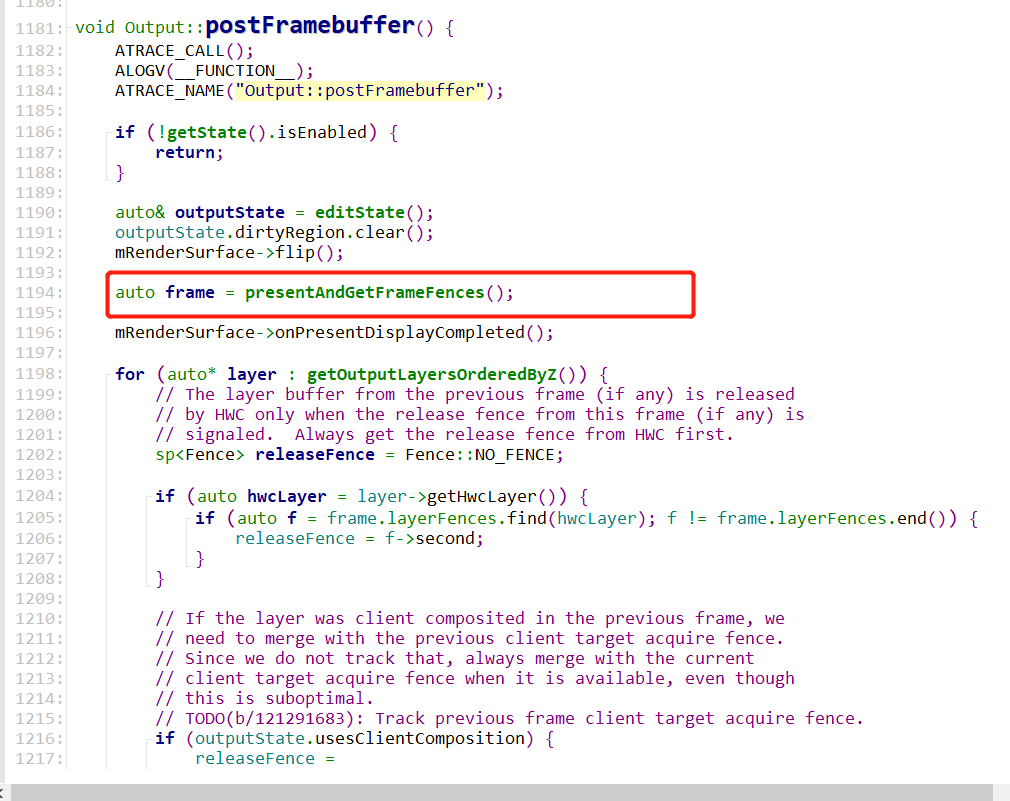 1180:
1181: void Output::postFramebuffer() {
1182:     ATRACE_CALL();
1183:     ALOGV(__FUNCTION__);
1184:     ATRACE_NAME("Output::postFramebuffer");
1185:
1186:     if (!getState().isEnabled) {
1187:         return;
1188:     }
1189:
1190:     auto& outputState = editState();
1191:     outputState.dirtyRegion.clear();
1192:     mRenderSurface->flip();
1193:
1194:     auto frame = presentAndGetFrameFences();
1195:
1196:     mRenderSurface->onPresentDisplayCompleted();
1197:
1198:     for (auto* layer : getOutputLayersOrderedByZ()) {
1199:         // The layer buffer from the previous frame (if any) is released
1200:         // by HWC only when the release fence from this frame (if any) is
1201:         // signaled.  Always get the release fence from HWC first.
1202:         sp<Fence> releaseFence = Fence::NO_FENCE;
1203:
1204:         if (auto hwcLayer = layer->getHwcLayer()) {
1205:             if (auto f = frame.layerFences.find(hwcLayer); f != frame.layerFences.end()) {
1206:                 releaseFence = f->second;
1207:             }
1208:         }
1209:
1210:         // If the layer was client composited in the previous frame, we
1211:         // need to merge with the previous client target acquire fence.
1212:         // Since we do not track that, always merge with the current
1213:         // client target acquire fence when it is available, even though
1214:         // this is suboptimal.
1215:         // TODO(b/121291683): Track previous frame client target acquire fence.
1216:         if (outputState.usesClientComposition) {
1217:             releaseFence =